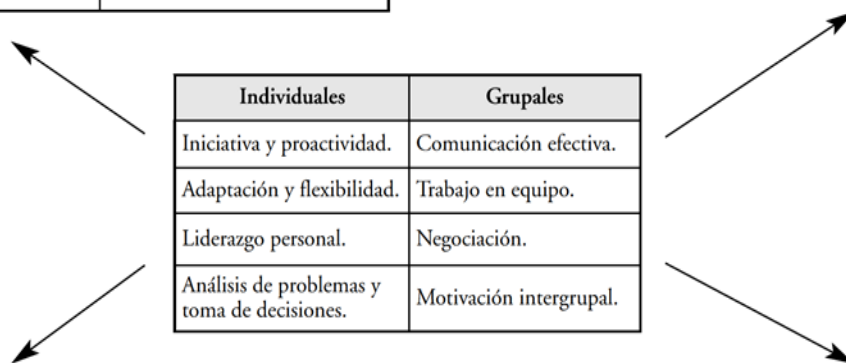 Individuales Grupales
Iniciativa y proactividad. Comunicación efectiva.
Adaptación y flexibilidad. Trabajo en equipo.
Liderazgo personal. Negociación.
Análisis de problemas y
toma de decisiones. Motivación intergrupal.